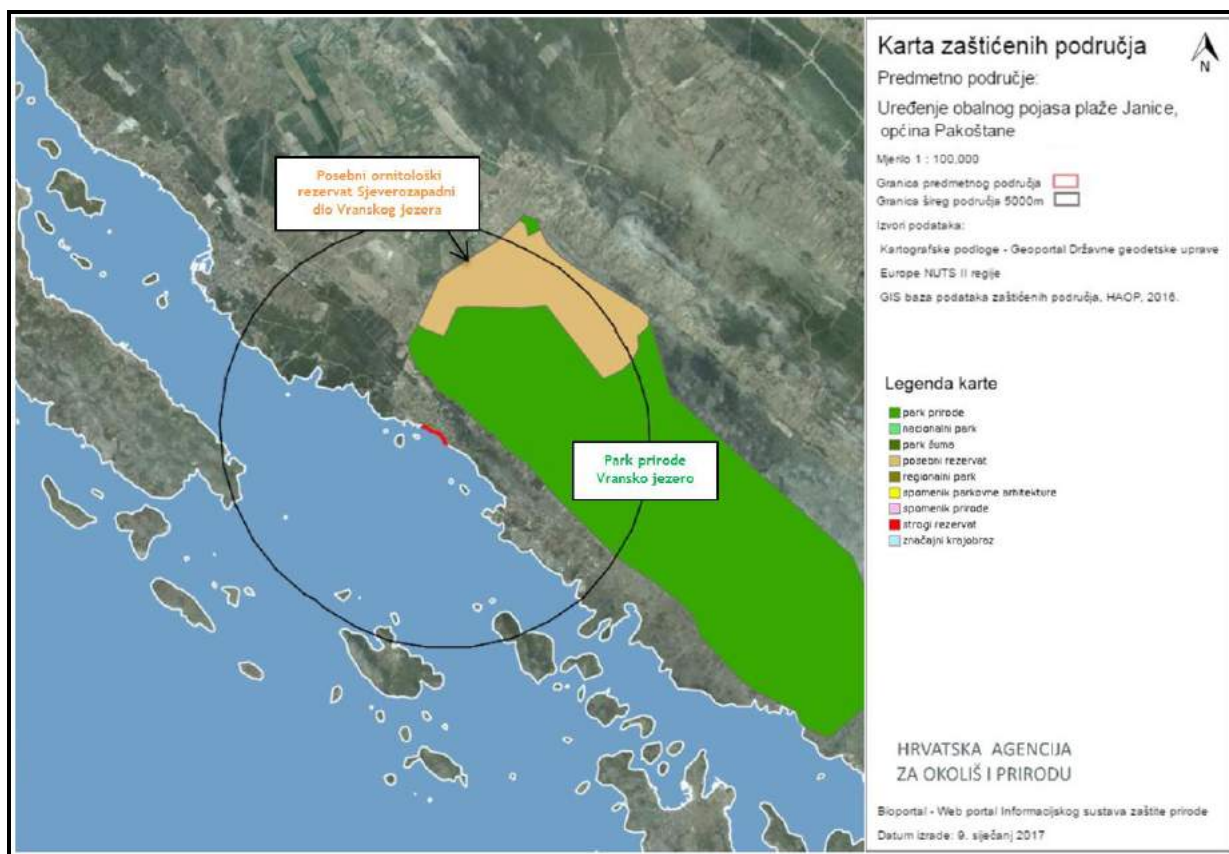 Posebni ornitološki
rezervat Sjeverozapadni
dio Vranskog jezera
Park prirode
Vransko jezero
Karta zaštićenih područja
N
Predmetno područje:
Uređenje obalnog pojasa plaže Janice,
općina Pakoštane
Mjerilo 1 : 100.000
Granica predmetnog područja
Granica šireg područja 5000m
Izvori podataka:
Kartografske podloge - Geoportal Državne geodetske uprave
Europe NUTS II regije
GIS baza podataka zaštićenih područja, HAOP, 2016.
Legenda karte
park prirode
nacionalni park
park šuma
posebni rezervat
regionalni park
spomenik parkovne arhitekture
spomenik prirode
strogi rezervat
značajni krajobraz
HRVATSKA AGENCIJA
ZA OKOLIŠ I PRIRODU
Bioportal - Web portal Informacijskog sustava zaštite prirode
Datum izrade: 9. siječanj 2017